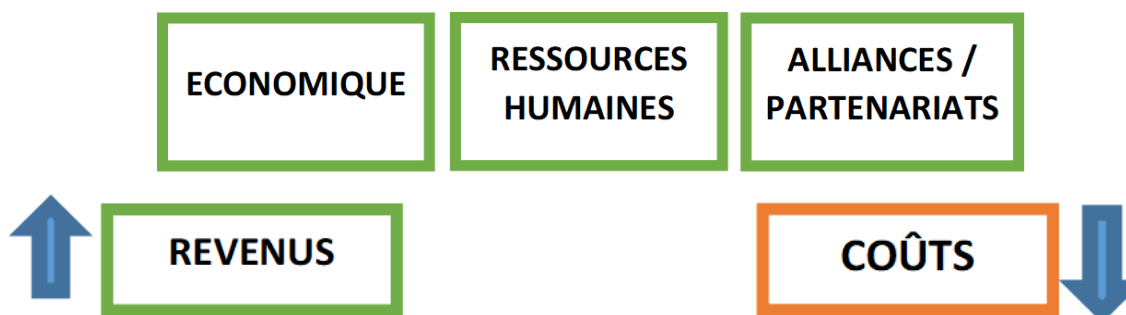 ECONOMIQUE
RESSOURCES
HUMAINES
ALLIANCES /
PARTENARIATS
REVENUS
COÛTS